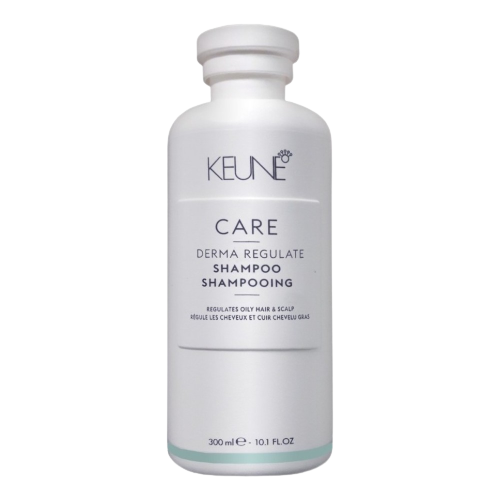 KEUNE
CARE
DERMA REGULATE
SHAMPOO
SHAMPOOING
REGULATES OILY HAIR & SCALP
RÉGULE LES CHEVEUX ET CUIR CHEVELU GRAS
300 ml ℮ - 10.1 FL.OZ